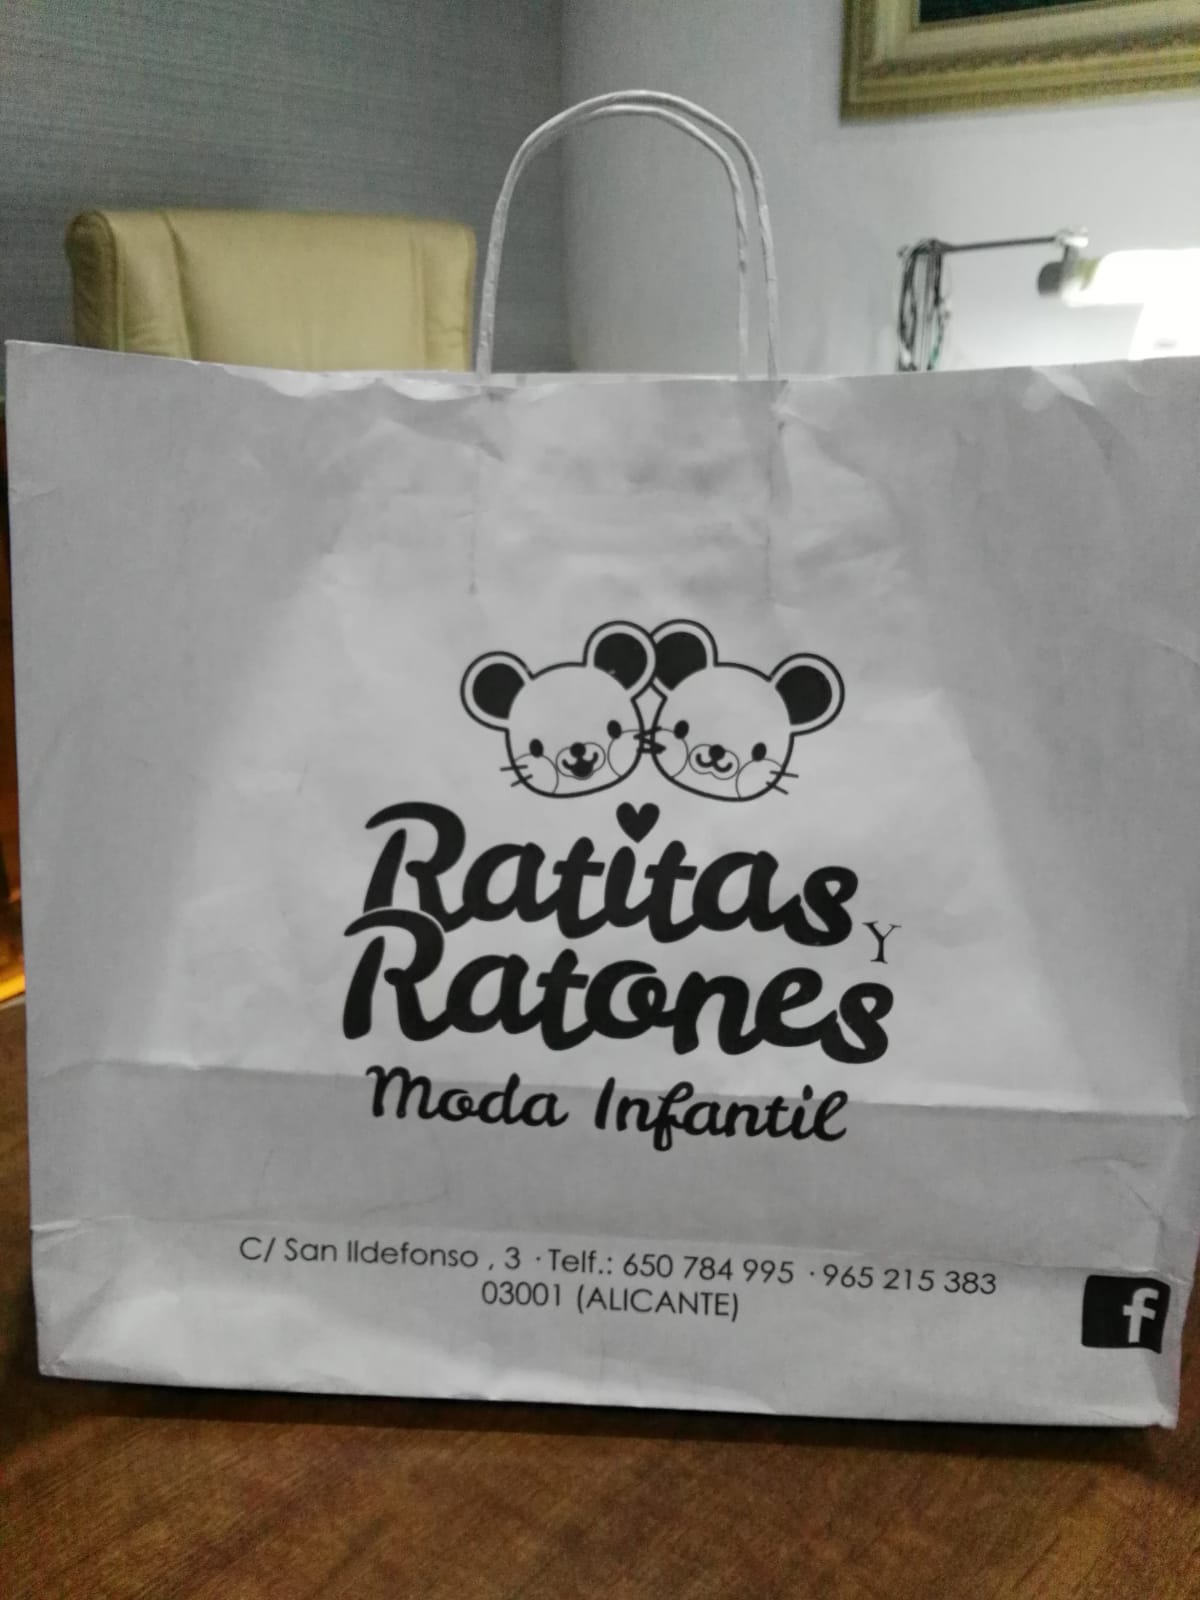 Ratitas Y
Ratones
Moda Infantil
C/ San Ildefonso , 3 · Telf.: 650 784 995 · 965 215 383
03001 (ALICANTE)
f